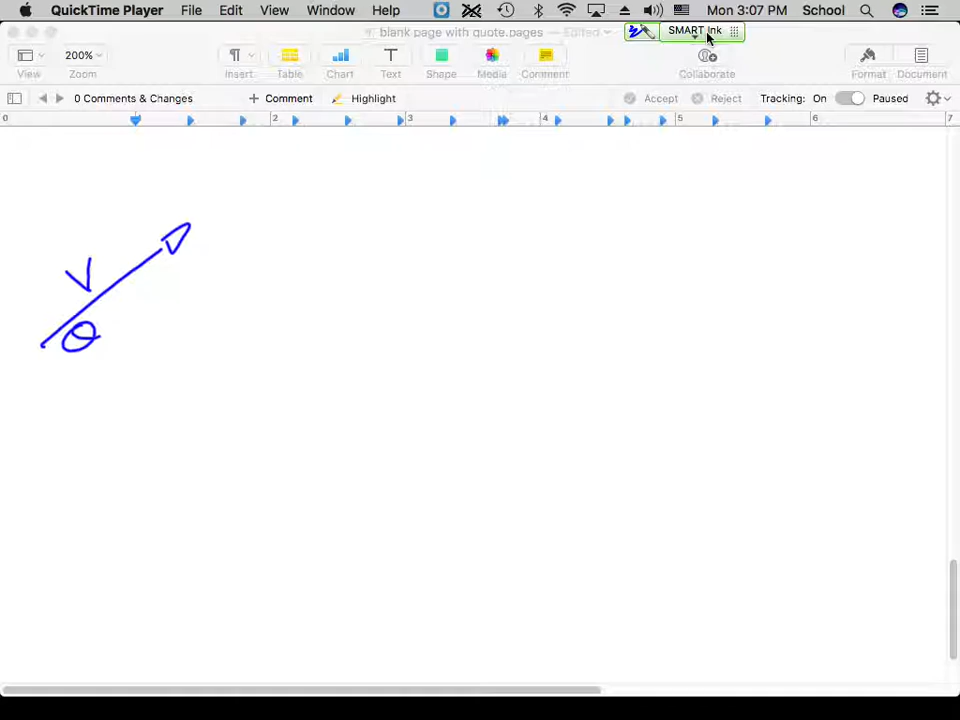 QuickTime Player File Edit View Window Help Mon 3:07 PM School
blank page with quote.pages — Edited
SMART Ink
200%
View Zoom Insert Table Chart Text Shape Media Comment Collaborate Format Document
0 Comments & Changes + Comment Highlight Accept Reject Tracking: On Paused
0 2 3 4 5 6 7
V
θ